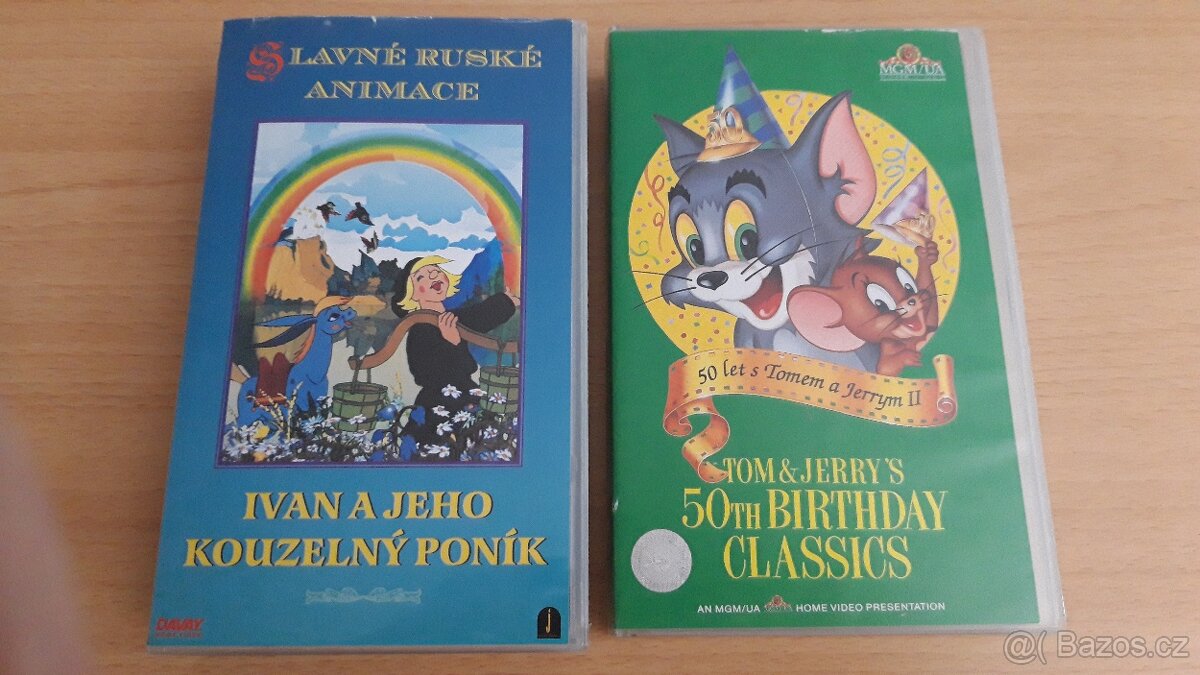 SLAVNÉ RUSKÉ
ANIMACE
IVAN A JEHO
KOUZELNÝ PONÍK
DAVAY
j
MGM/UA
50
50 let s Tomem a Jerrym II
TOM & JERRY'S
50TH BIRTHDAY
CLASSICS
AN MGM/UA HOME VIDEO PRESENTATION
@( Bazos.cz